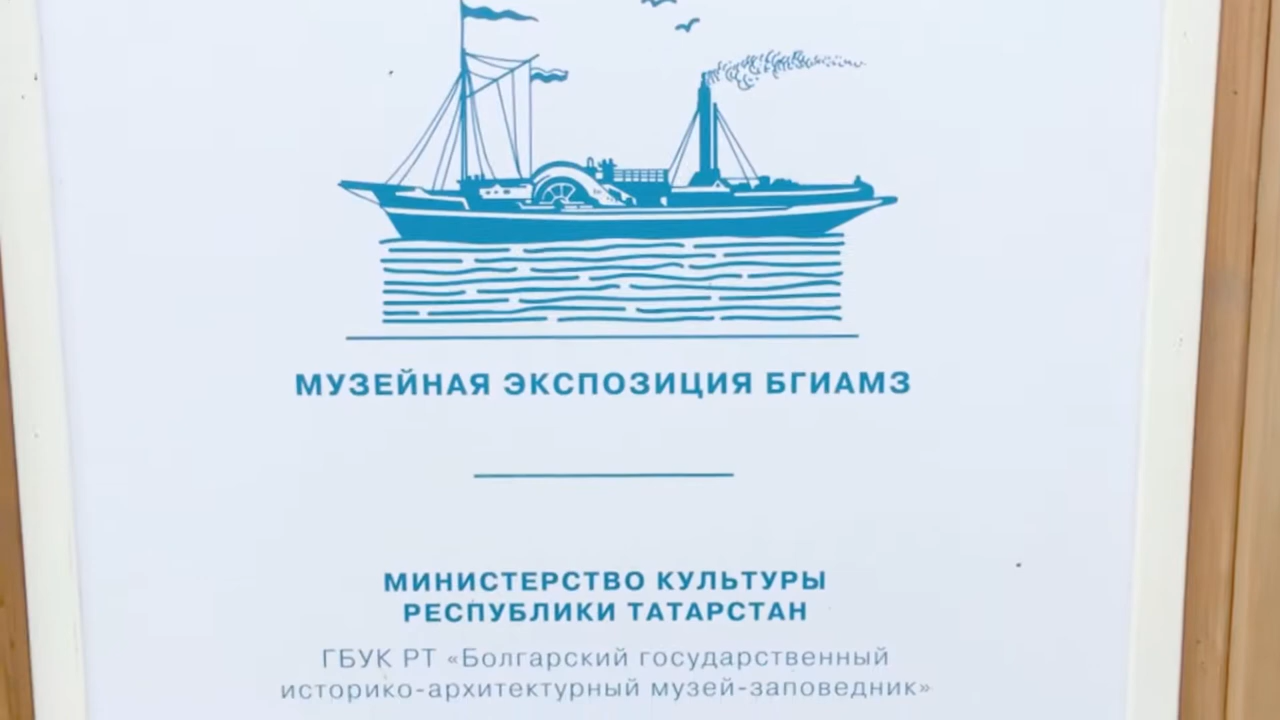 МУЗЕЙНАЯ ЭКСПОЗИЦИЯ БГИАМЗ
МИНИСТЕРСТВО КУЛЬТУРЫ
РЕСПУБЛИКИ ТАТАРСТАН
ГБУК РТ «Болгарский государственный
историко-архитектурный музей-заповедник»